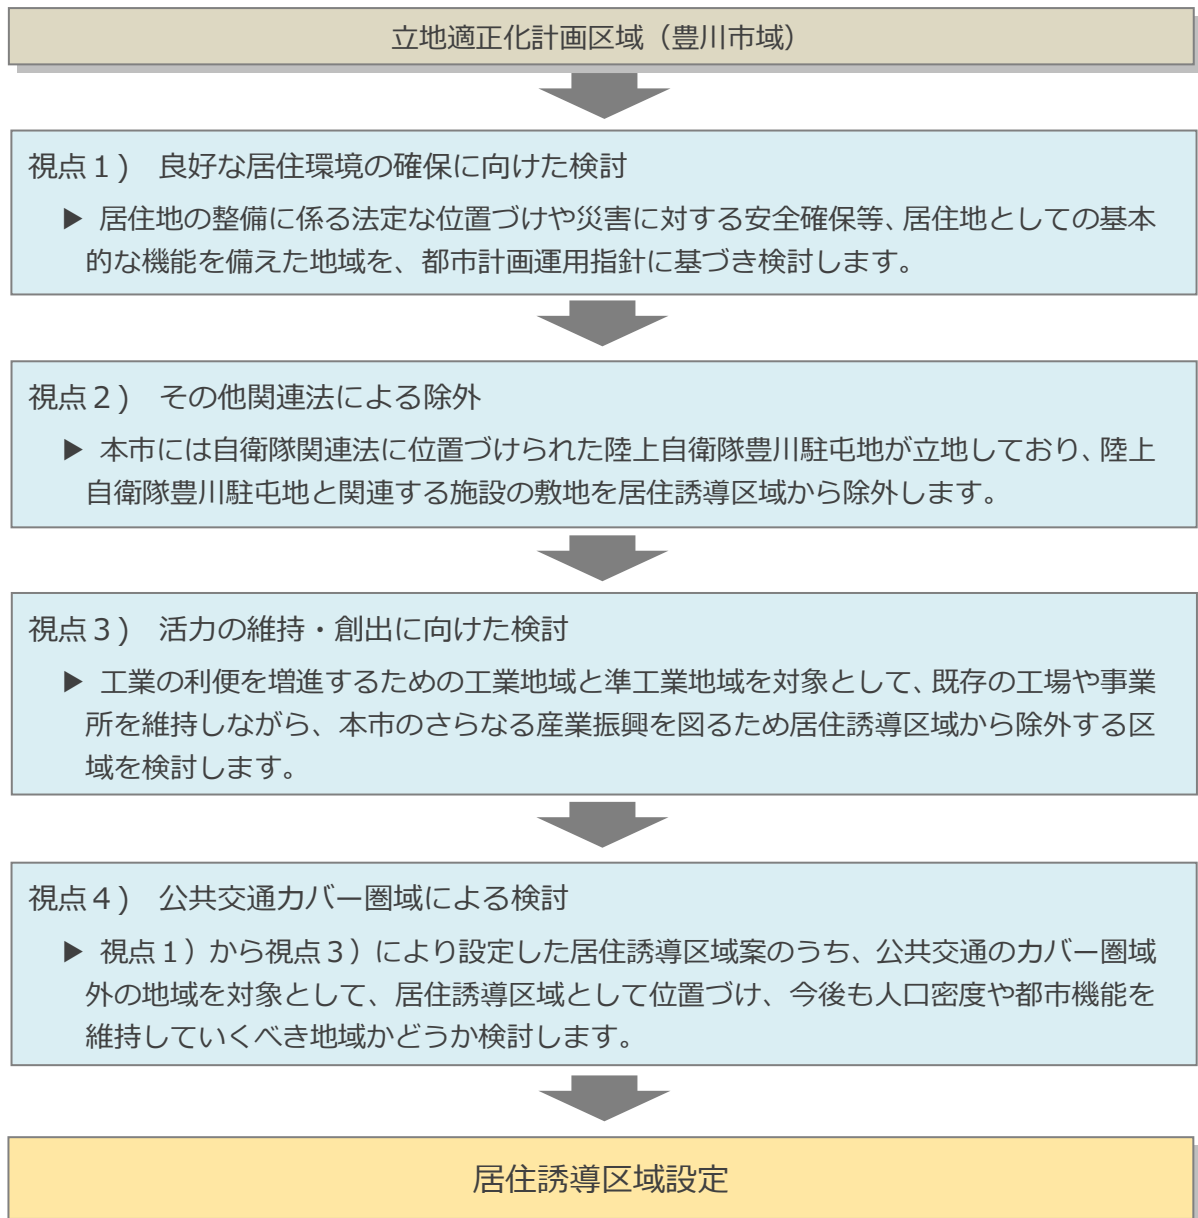 立地適正化計画区域（豊川市域）
視点１） 良好な居住環境の確保に向けた検討
▶ 居住地の整備に係る法定な位置づけや災害に対する安全確保等、居住地としての基本
的な機能を備えた地域を、都市計画運用指針に基づき検討します。
視点２） その他関連法による除外
▶ 本市には自衛隊関連法に位置づけられた陸上自衛隊豊川駐屯地が立地しており、陸上
自衛隊豊川駐屯地と関連する施設の敷地を居住誘導区域から除外します。
視点３） 活力の維持・創出に向けた検討
▶ 工業の利便を増進するための工業地域と準工業地域を対象として、既存の工場や事業
所を維持しながら、本市のさらなる産業振興を図るため居住誘導区域から除外する区
域を検討します。
視点４） 公共交通カバー圏域による検討
▶ 視点１）から視点３）により設定した居住誘導区域案のうち、公共交通のカバー圏域
外の地域を対象として、居住誘導区域として位置づけ、今後も人口密度や都市機能を
維持していくべき地域かどうか検討します。
居住誘導区域設定